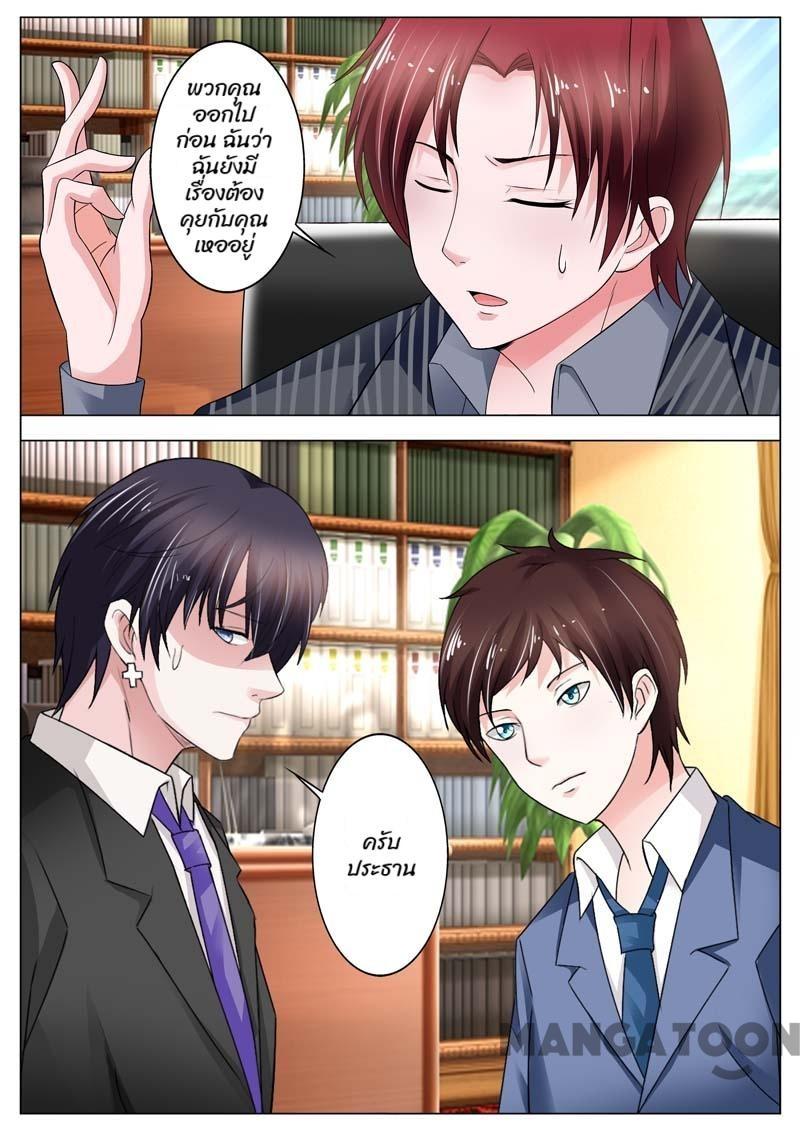 พวกคุณ
ออกไป
ก่อน ฉันว่า
ฉันยังมี
เรื่องต้อง
คุยกับคุณ
เหออยู่
ครับ
ประธาน
MANGATOON